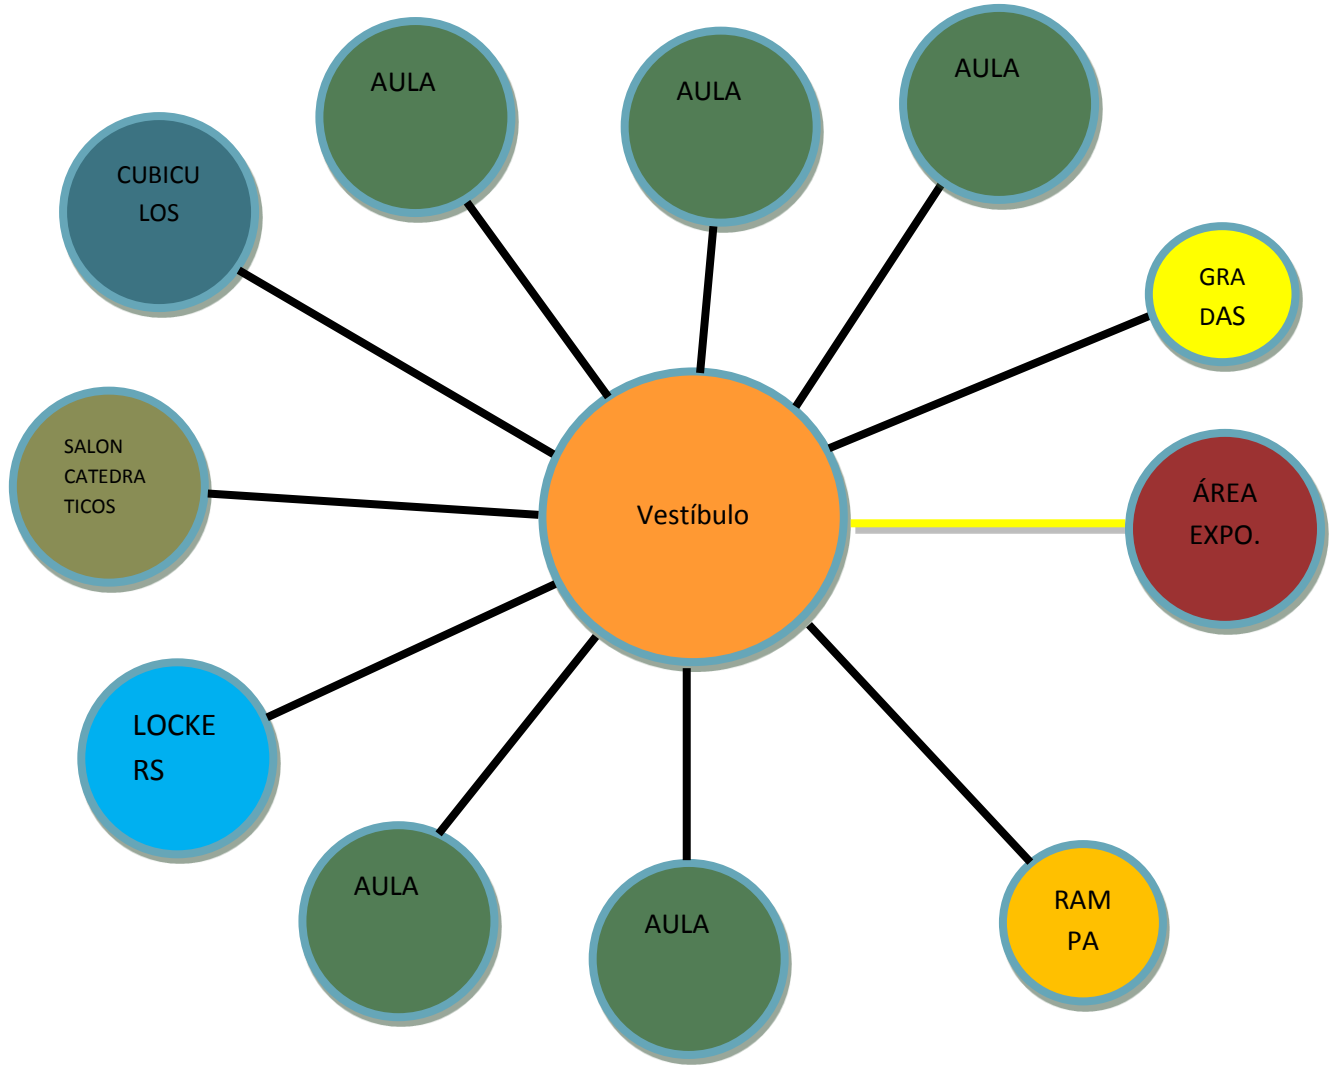 AULA
AULA
AULA
CUBICU
LOS
GRA
DAS
SALON
CATEDRA
TICOS
Vestíbulo
ÁREA
EXPO.
LOCKE
RS
AULA
AULA
RAM
PA